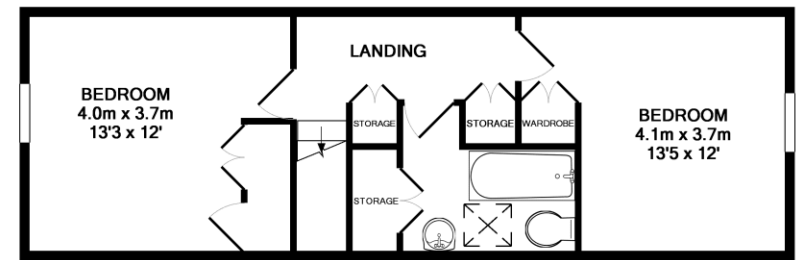 LANDING
BEDROOM
4.0m x 3.7m
13'3 x 12'
STORAGE
STORAGE
WARDROBE
BEDROOM
4.1m x 3.7m
13'5 x 12'
STORAGE